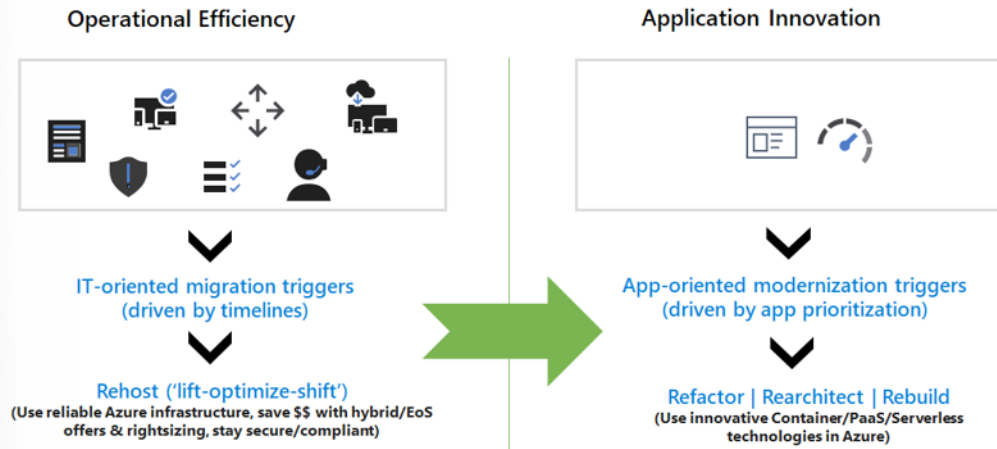 Operational Efficiency
IT-oriented migration triggers
(driven by timelines)
Rehost (‘lift-optimize-shift’)
(Use reliable Azure infrastructure, save $$ with hybrid/EoS
offers & rightsizing, stay secure/compliant)
Application Innovation
App-oriented modernization triggers
(driven by app prioritization)
Refactor | Rearchitect | Rebuild
(Use innovative Container/PaaS/Serverless
technologies in Azure)